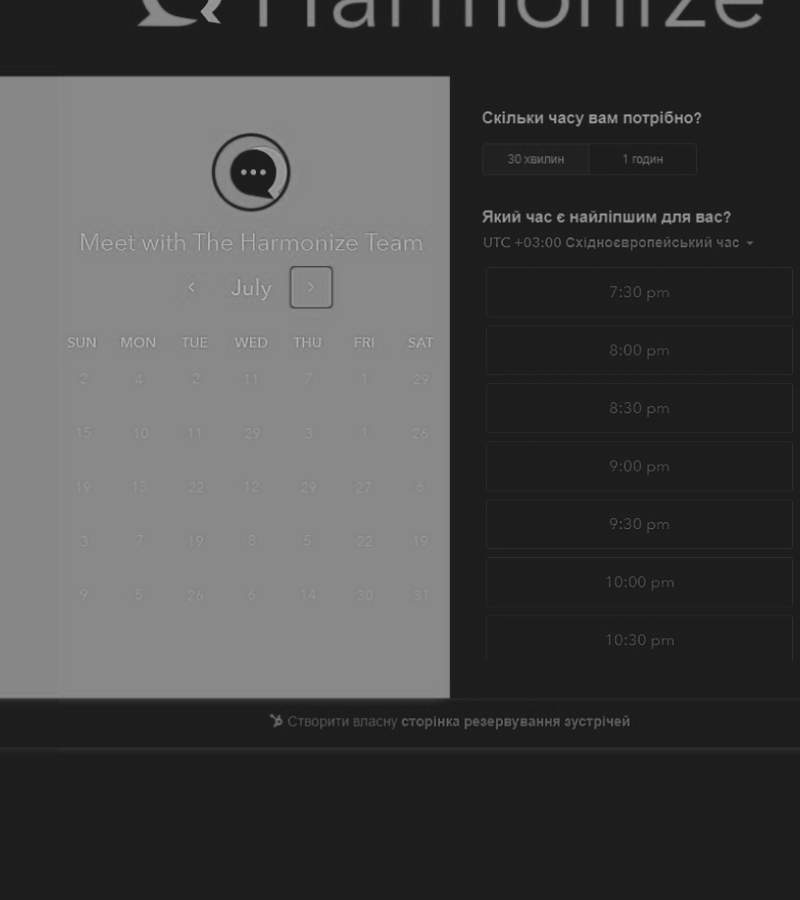 Harmonize
Meet with The Harmonize Team
July
SUN MON TUE WED THU FRI SAT
2 4 2 11 7 1 29
15 10 11 29 3 1 26
19 13 22 12 29 27 6
3 7 19 8 5 22 19
9 5 26 6 14 30 31
Скільки часу вам потрібно?
30 хвилин 1 годин
Який час є найліпшим для вас?
UTC +03:00 Східноєвропейський час
7:30 pm
8:00 pm
8:30 pm
9:00 pm
9:30 pm
10:00 pm
10:30 pm
Створити власну сторінка резервування зустрічей